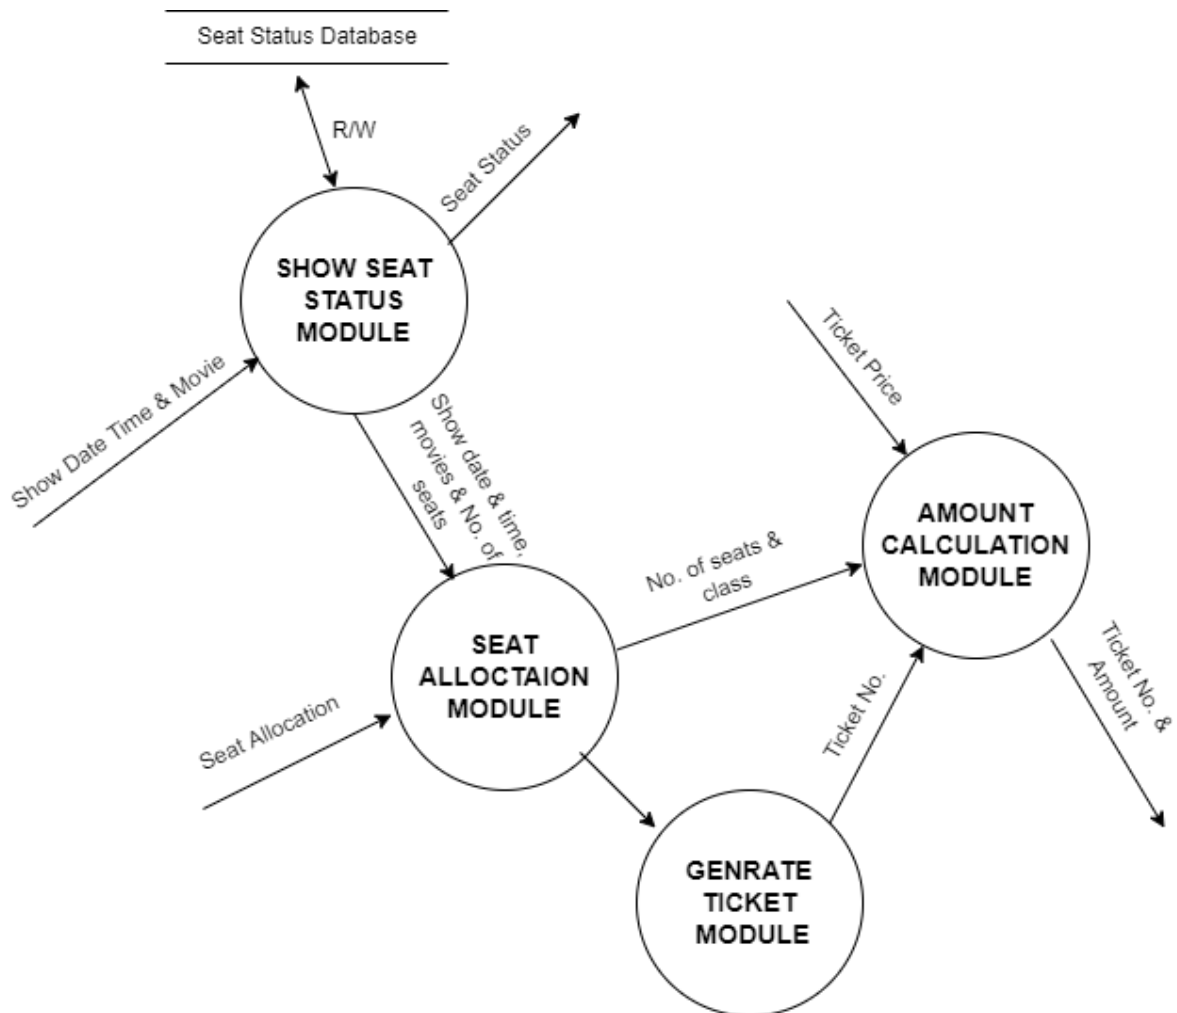 Seat Status Database
R/W
Seat Status
SHOW SEAT
STATUS
MODULE
Show Date Time & Movie
Show date & time,
movies & No. of
seats
Ticket Price
AMOUNT
CALCULATION
MODULE
No. of seats &
class
SEAT
ALLOCTAION
MODULE
Seat Allocation
Ticket No.
Ticket No. &
Amount
GENRATE
TICKET
MODULE